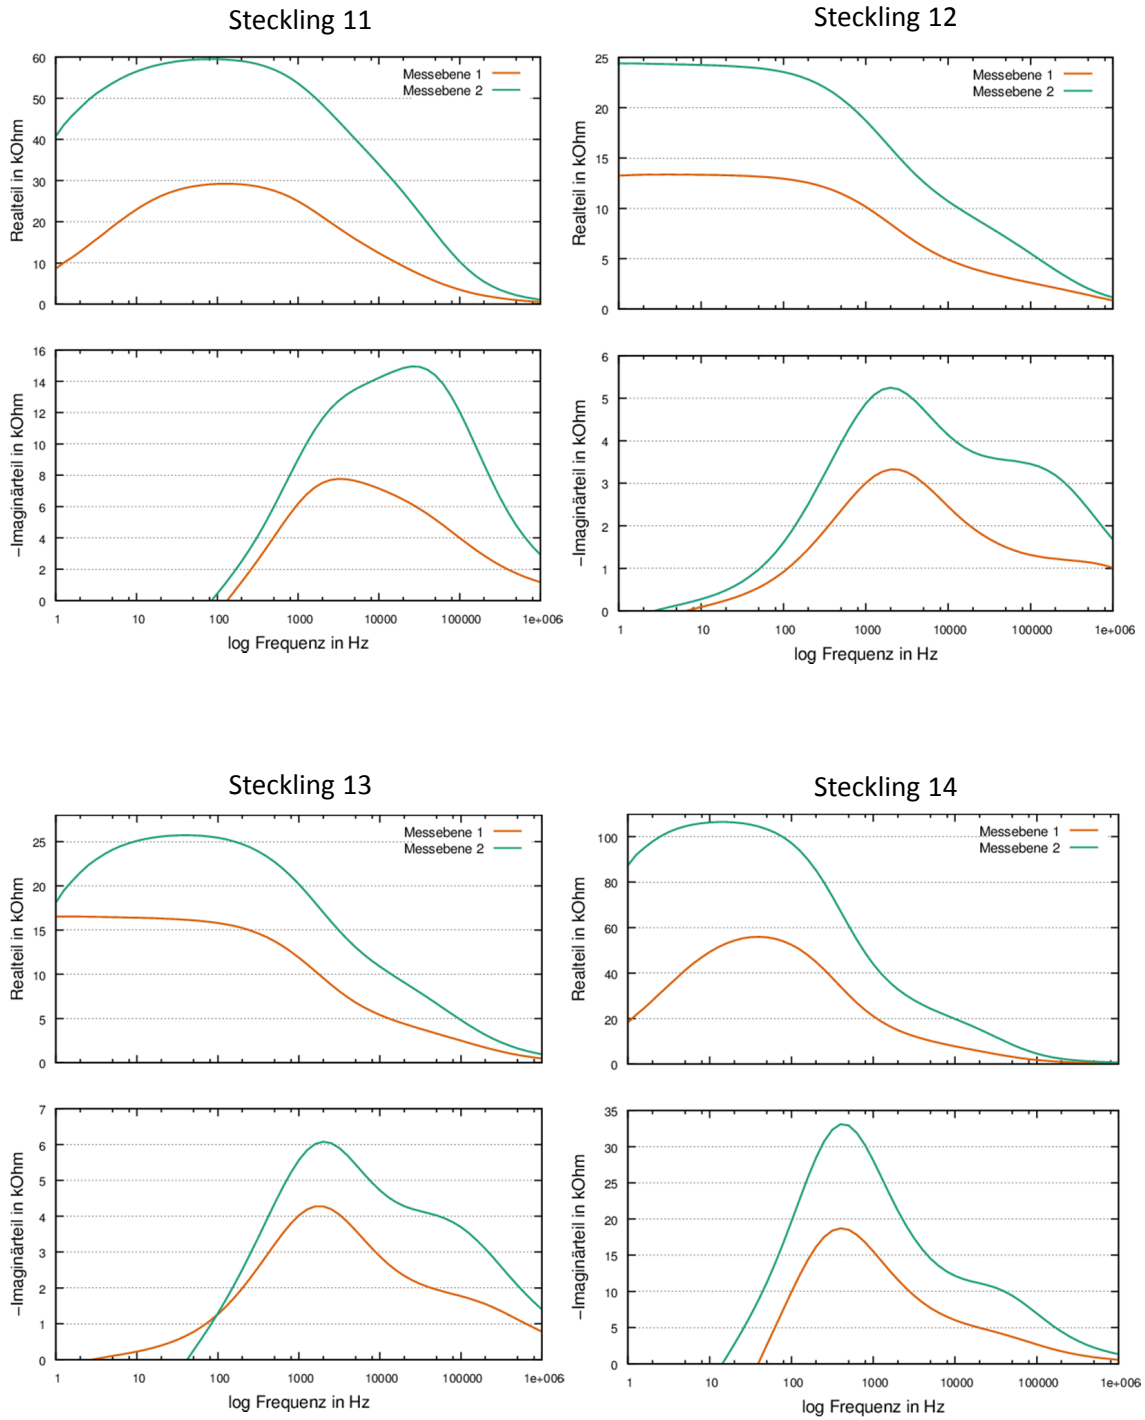 Steckling 11
60
50
40
30
20
10
0
Realteil in kOhm
Messebene 1
Messebene 2
16
14
12
10
8
6
4
2
0
−Imaginärteil in kOhm
1 10 100 1000 10000 100000 1e+006
log Frequenz in Hz
Steckling 12
25
20
15
10
5
0
Realteil in kOhm
Messebene 1
Messebene 2
6
5
4
3
2
1
0
−Imaginärteil in kOhm
1 10 100 1000 10000 100000 1e+006
log Frequenz in Hz
Steckling 13
25
20
15
10
5
0
Realteil in kOhm
Messebene 1
Messebene 2
7
6
5
4
3
2
1
0
−Imaginärteil in kOhm
1 10 100 1000 10000 100000 1e+006
log Frequenz in Hz
Steckling 14
100
80
60
40
20
0
Realteil in kOhm
Messebene 1
Messebene 2
35
30
25
20
15
10
5
0
−Imaginärteil in kOhm
1 10 100 1000 10000 100000 1e+006
log Frequenz in Hz